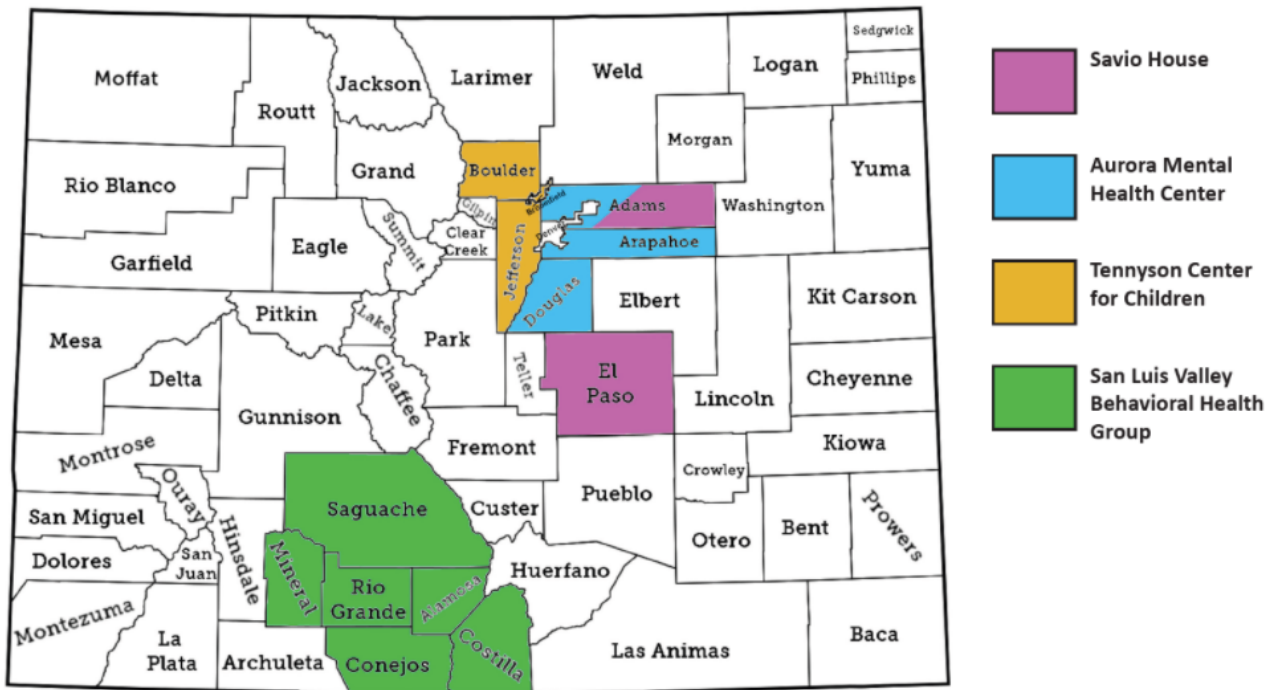 Sedgwick
Moffat
Jackson
Larimer
Weld
Logan
Phillips
Routt
Morgan
Yuma
Grand
Boulder
Rio Blanco
Broomfield
Adams
Washington
Gilpin
Summit
Clear
Creek
Denver
Arapahoe
Eagle
Jefferson
Garfield
Douglas
Elbert
Kit Carson
Pitkin
Lake
Park
Mesa
Teller
Delta
Chaffee
El
Paso
Cheyenne
Lincoln
Gunnison
Fremont
Kiowa
Montrose
Crowley
Ouray
Pueblo
Saguache
Custer
San Miguel
Hinsdale
Otero
Bent
Prowers
Dolores
San
Juan
Mineral
Rio
Grande
Alamosa
Huerfano
Montezuma
La
Plata
Archuleta
Conejos
Costilla
Las Animas
Baca
Savio House
Aurora Mental
Health Center
Tennyson Center
for Children
San Luis Valley
Behavioral Health
Group